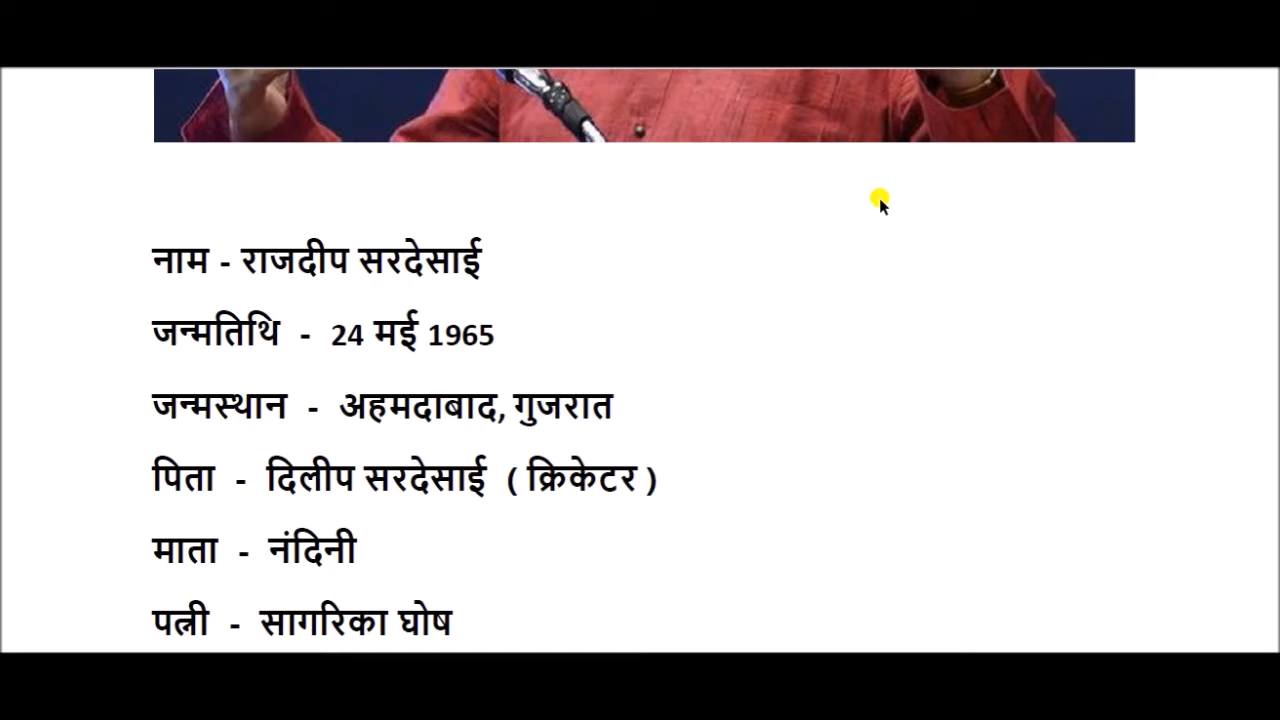 नाम - राजदीप सरदेसाई
जन्मतिथि - 24 मई 1965
जन्मस्थान - अहमदाबाद, गुजरात
पिता - दिलीप सरदेसाई ( क्रिकेटर )
माता - नंदिनी
पत्नी - सागरिका घोष